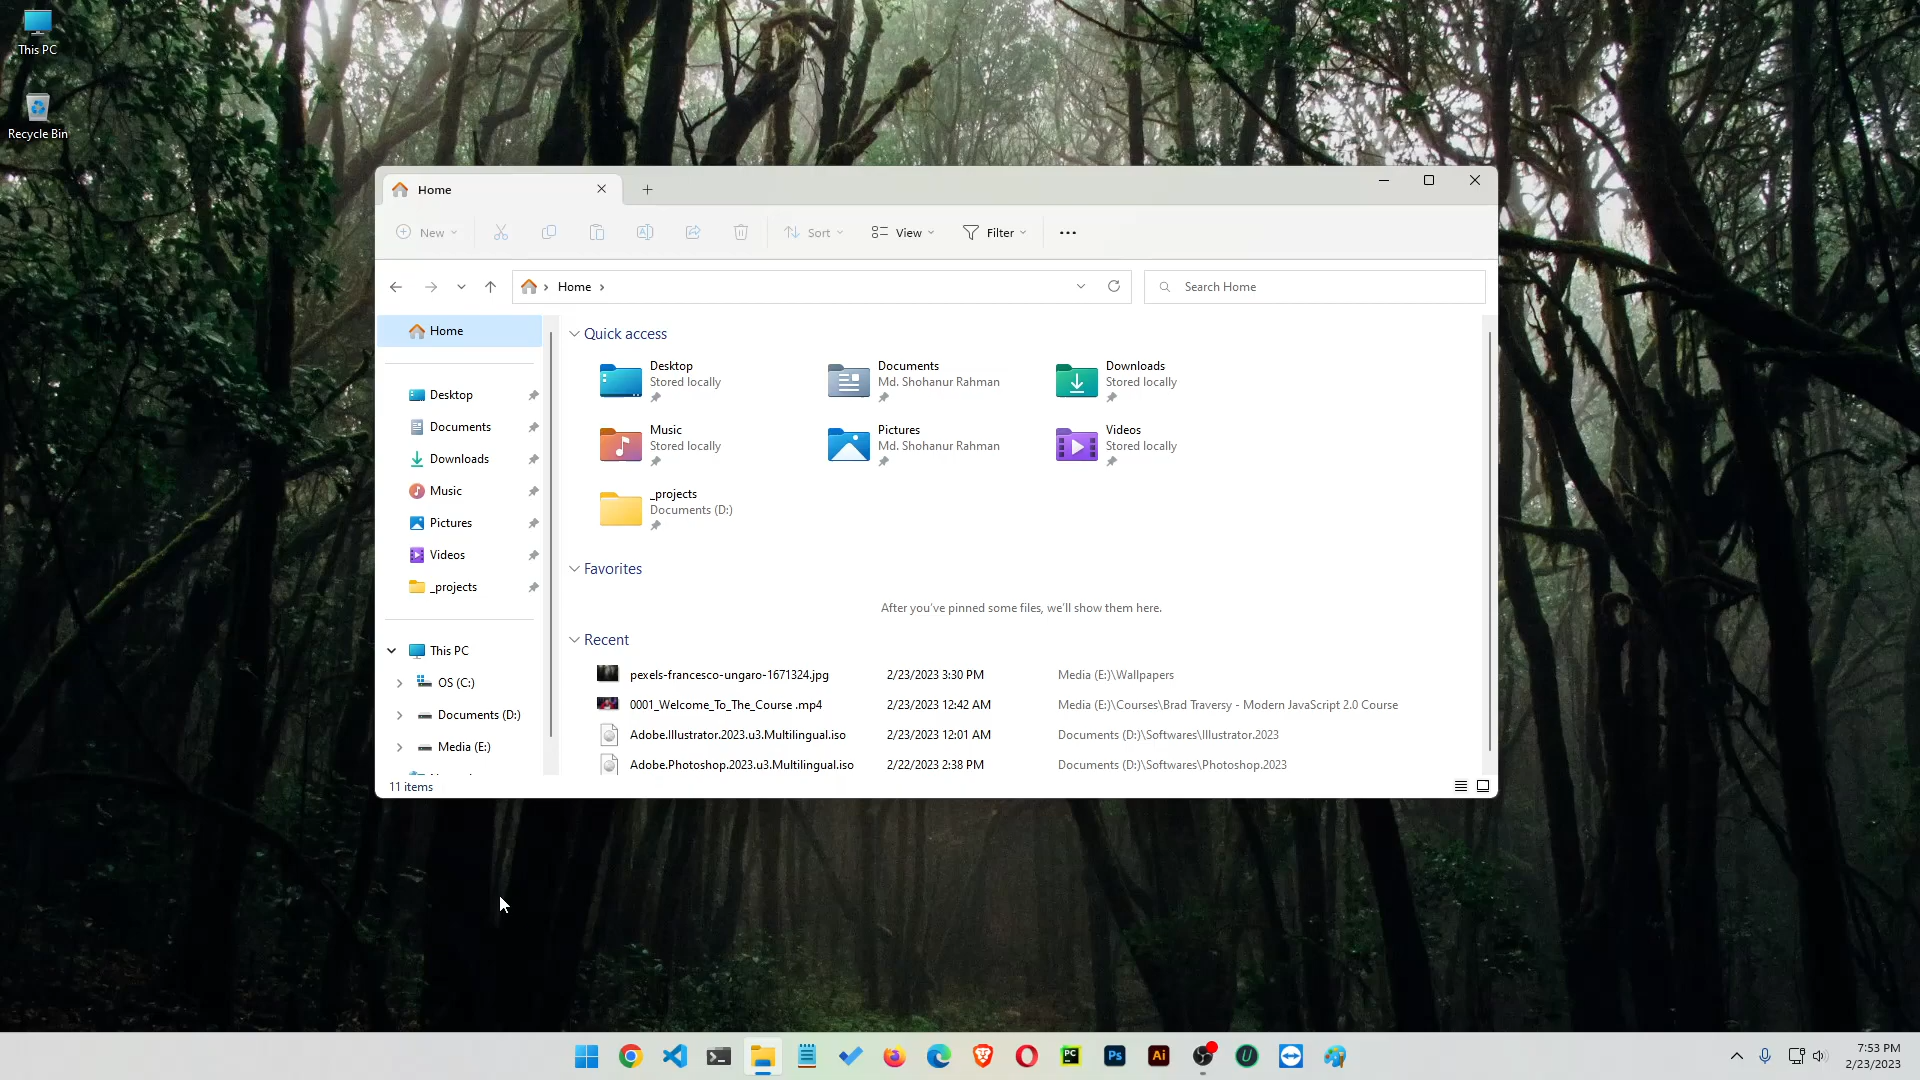 This PC
Recycle Bin
Home
New
Sort
View
Filter
Home
Search Home
Home
Desktop
Documents
Downloads
Music
Pictures
Videos
_projects
This PC
OS (C:)
Documents (D:)
Media (E:)
Quick access
Desktop
Stored locally
Documents
Md. Shohanur Rahman
Downloads
Stored locally
Music
Stored locally
Pictures
Md. Shohanur Rahman
Videos
Stored locally
_projects
Documents (D:)
Favorites
After you've pinned some files, we'll show them here.
Recent
pexels-francesco-ungaro-1671324.jpg 2/23/2023 3:30 PM Media (E:)\Wallpapers
0001_Welcome_To_The_Course .mp4 2/23/2023 12:42 AM Media (E:)\Courses\Brad Traversy - Modern JavaScript 2.0 Course
Adobe.Illustrator.2023.u3.Multilingual.iso 2/23/2023 12:01 AM Documents (D:)\Softwares\Illustrator.2023
Adobe.Photoshop.2023.u3.Multilingual.iso 2/22/2023 2:38 PM Documents (D:)\Softwares\Photoshop.2023
11 items
PC
Ps
Ai
U
7:53 PM
2/23/2023